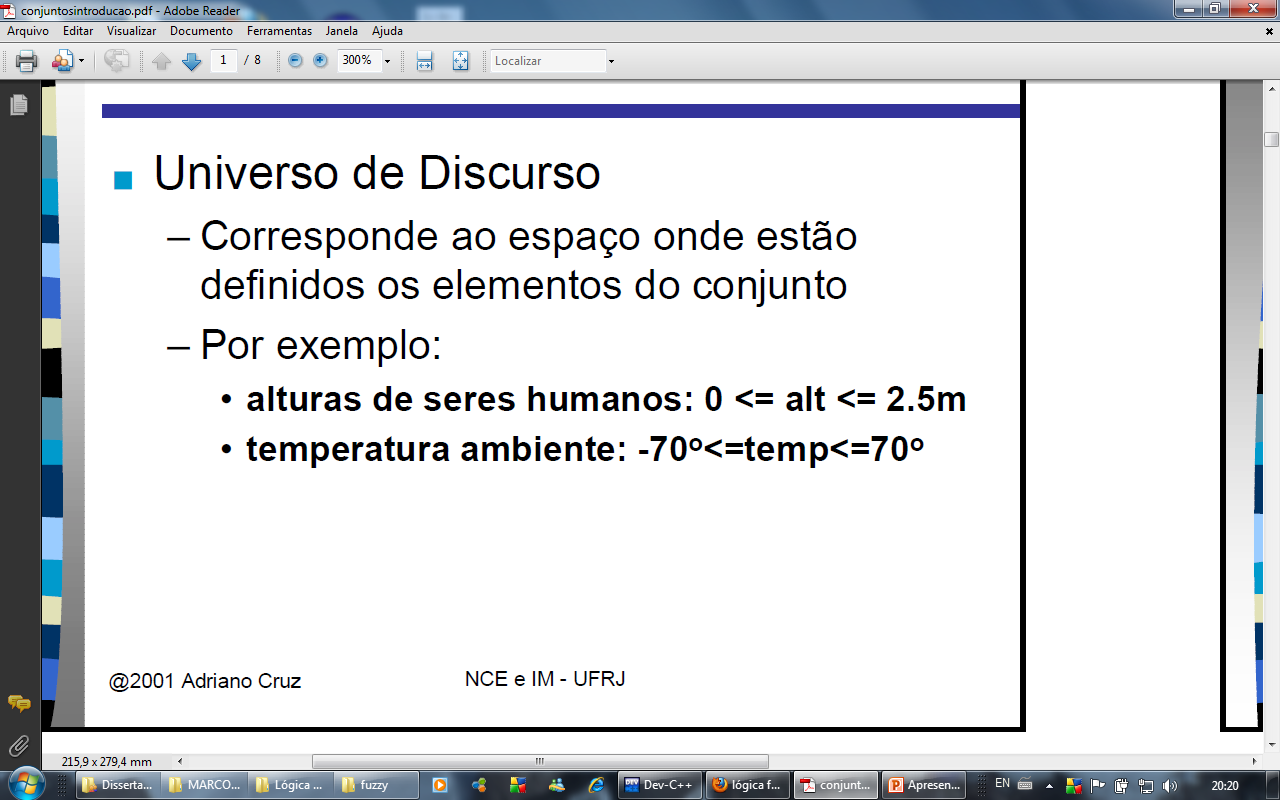 conjuntosintroducao.pdf - Adobe Reader
Arquivo Editar Visualizar Documento Ferramentas Janela Ajuda
1 / 8 300% Localizar
Universo de Discurso
– Corresponde ao espaço onde estão
definidos os elementos do conjunto
– Por exemplo:
• alturas de seres humanos: 0 <= alt <= 2.5m
• temperatura ambiente: -70º<=temp<=70º
@2001 Adriano Cruz NCE e IM - UFRJ
215,9 x 279,4 mm
Disserta... MARCO... Lógica ... fuzzy Dev-C++ lógica f... conjunt... Apresen... EN 20:20